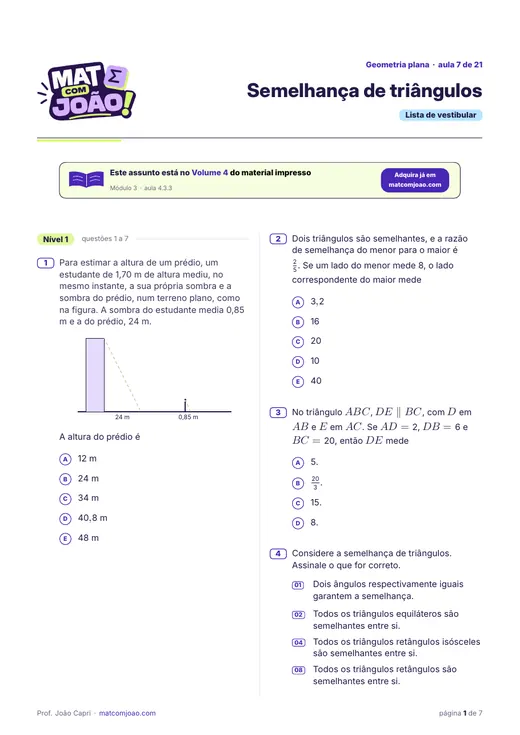 MAT
COM
JOÃO!
Σ
Geometria plana · aula 7 de 21
Semelhança de triângulos
Lista de vestibular
Este assunto está no Volume 4 do material impresso
Módulo 3 · aula 4.3.3
Adquira já em
matcomjoao.com
Nível 1 questões 1 a 7
1 Para estimar a altura de um prédio, um
estudante de 1,70 m de altura mediu, no
mesmo instante, a sua própria sombra e a
sombra do prédio, num terreno plano, como
na figura. A sombra do estudante media 0,85
m e a do prédio, 24 m.
24 m 0,85 m
A altura do prédio é
A 12 m
B 24 m
C 34 m
D 40,8 m
E 48 m
2 Dois triângulos são semelhantes, e a razão
de semelhança do menor para o maior é
2/5. Se um lado do menor mede 8, o lado
correspondente do maior mede
A 3,2
B 16
C 20
D 10
E 40
3 No triângulo ABC, DE ∥ BC, com D em
AB e E em AC. Se AD = 2, DB = 6 e
BC = 20, então DE mede
A 5.
B 20/3.
C 15.
D 8.
4 Considere a semelhança de triângulos.
Assinale o que for correto.
01 Dois ângulos respectivamente iguais
garantem a semelhança.
02 Todos os triângulos equiláteros são
semelhantes entre si.
04 Todos os triângulos retângulos isósceles
são semelhantes entre si.
08 Todos os triângulos retângulos são
semelhantes entre si.
Prof. João Capri · matcomjoao.com
página 1 de 7